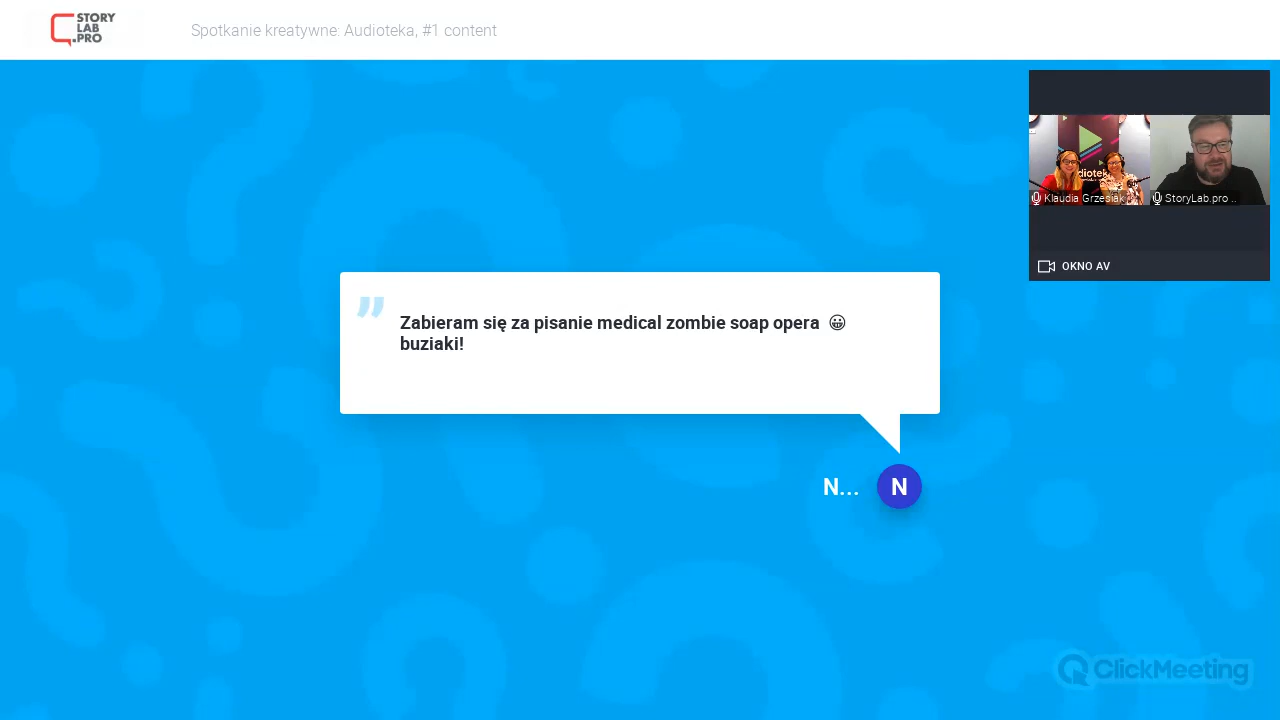 STORY
LAB
.PRO
Spotkanie kreatywne: Audioteka, #1 content
Klaudia Grzesiak
StoryLab.pro ..
OKNO AV
Zabieram się za pisanie medical zombie soap opera 😀
buziaki!
N...
N
ClickMeeting